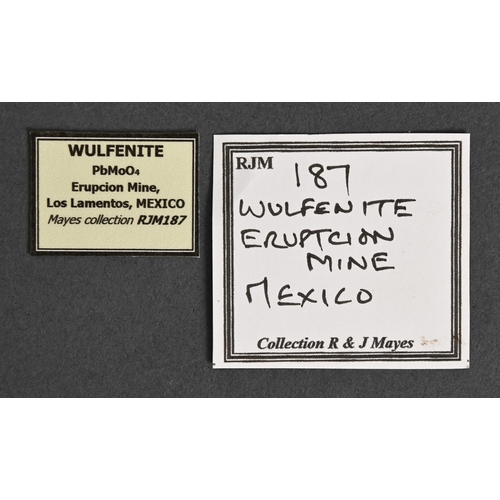 WULFENITE
PbMoO₄
Erupcion Mine,
Los Lamentos, MEXICO
Mayes collection RJM187
RJM
187
WULFENITE
ERUPTCION
MINE
MEXICO
Collection R & J Mayes